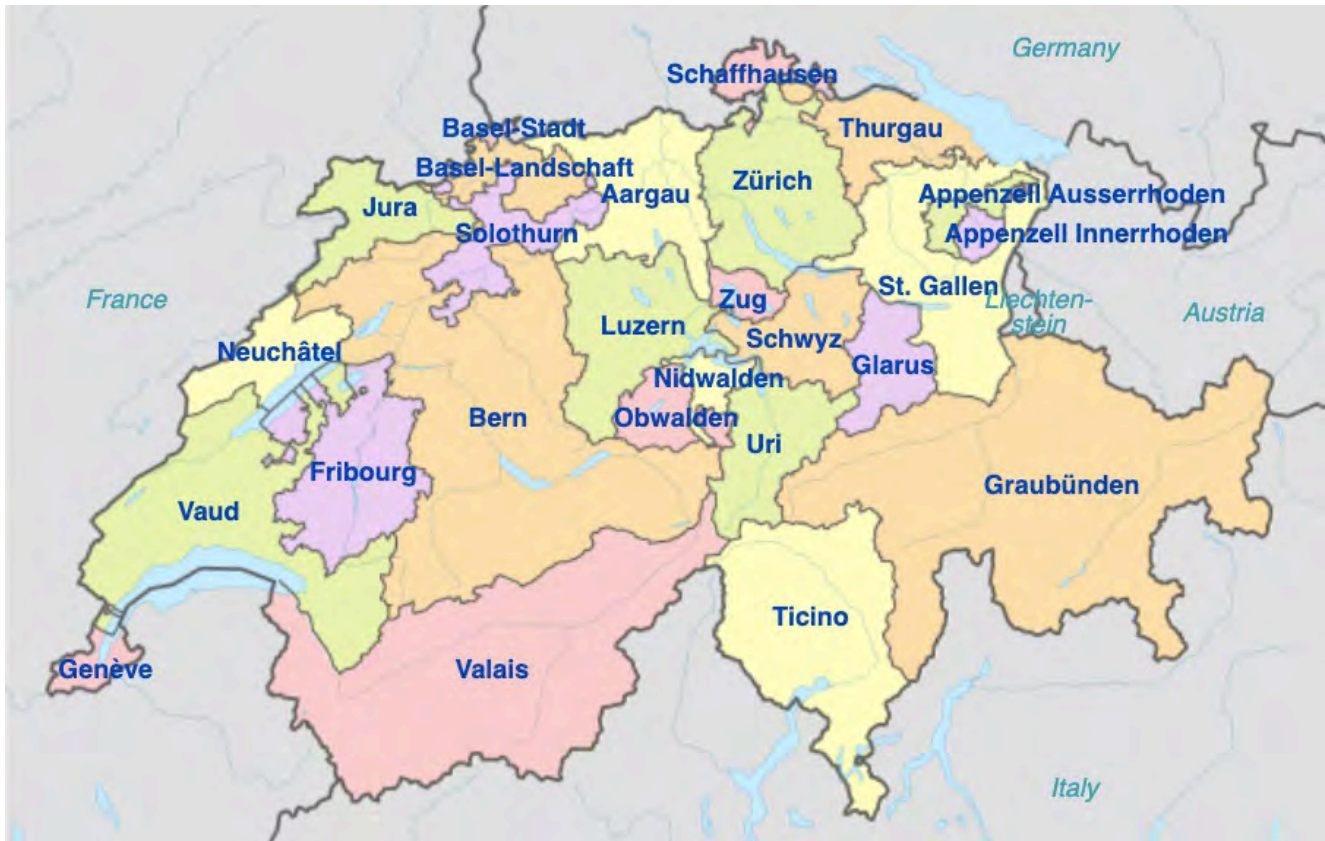 Germany
Schaffhausen
Basel-Stadt
Thurgau
Basel-Landschaft
Aargau
Zürich
Appenzell Ausserrhoden
Jura
Solothurn
Appenzell Innerrhoden
France
St. Gallen
Zug
Liechten-
stein
Austria
Luzern
Schwyz
Neuchâtel
Glarus
Nidwalden
Bern
Obwalden
Uri
Fribourg
Graubünden
Vaud
Ticino
Genève
Valais
Italy